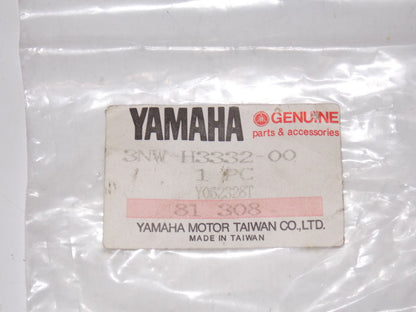 YAMAHA GENUINE
parts & accessories
3NW-H3332-00
/ 1 PC
Y062328T
81 308
YAMAHA MOTOR TAIWAN CO.,LTD.
MADE IN TAIWAN